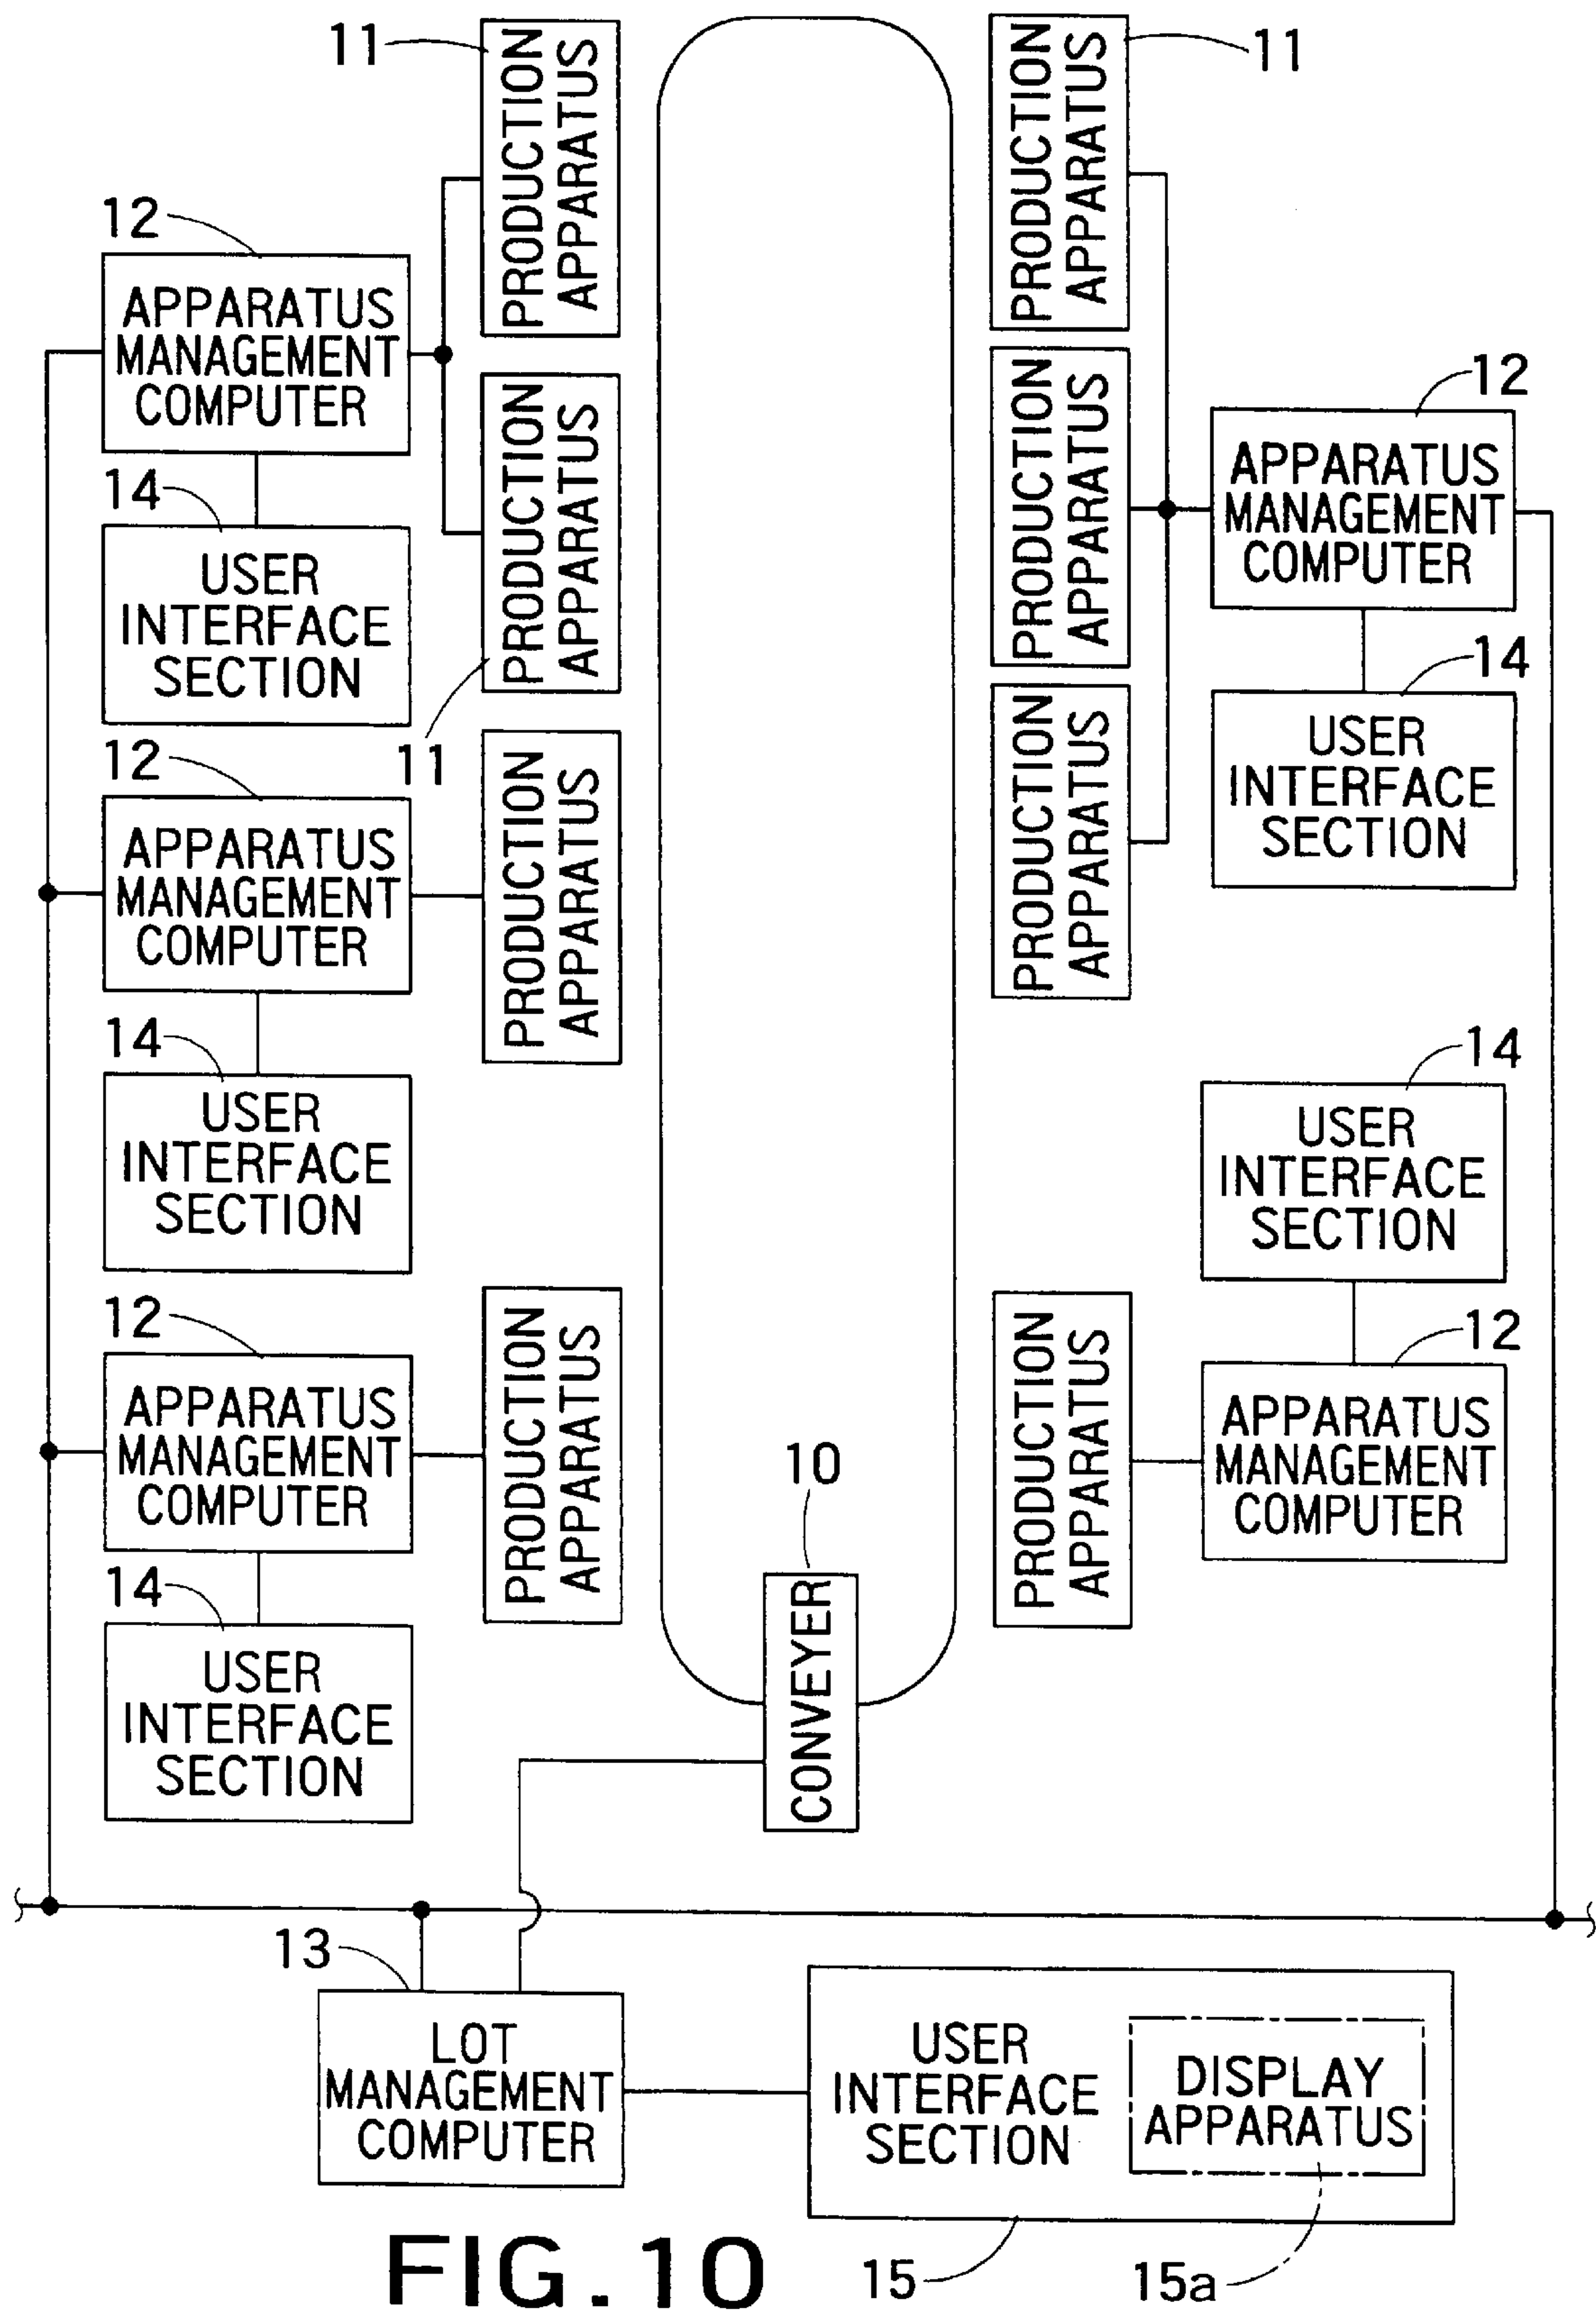 11
PRODUCTION
APPARATUS
PRODUCTION
APPARATUS
11
12
APPARATUS
MANAGEMENT
COMPUTER
14
USER
INTERFACE
SECTION
PRODUCTION
APPARATUS
11
PRODUCTION
APPARATUS
12
APPARATUS
MANAGEMENT
COMPUTER
14
USER
INTERFACE
SECTION
12
APPARATUS
MANAGEMENT
COMPUTER
PRODUCTION
APPARATUS
PRODUCTION
APPARATUS
14
USER
INTERFACE
SECTION
14
USER
INTERFACE
SECTION
12
APPARATUS
MANAGEMENT
COMPUTER
PRODUCTION
APPARATUS
PRODUCTION
APPARATUS
12
APPARATUS
MANAGEMENT
COMPUTER
14
USER
INTERFACE
SECTION
10
CONVEYER
13
LOT
MANAGEMENT
COMPUTER
USER
INTERFACE
SECTION
DISPLAY
APPARATUS
15
15a
FIG.10